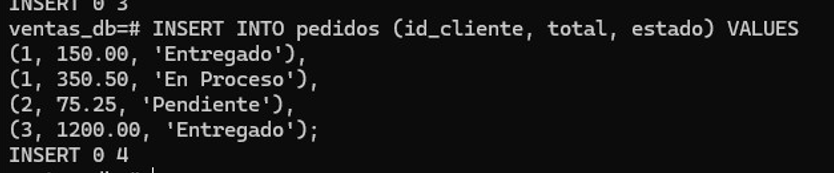 INSERT 0 3
ventas_db=# INSERT INTO pedidos (id_cliente, total, estado) VALUES
(1, 150.00, 'Entregado'),
(1, 350.50, 'En Proceso'),
(2, 75.25, 'Pendiente'),
(3, 1200.00, 'Entregado');
INSERT 0 4